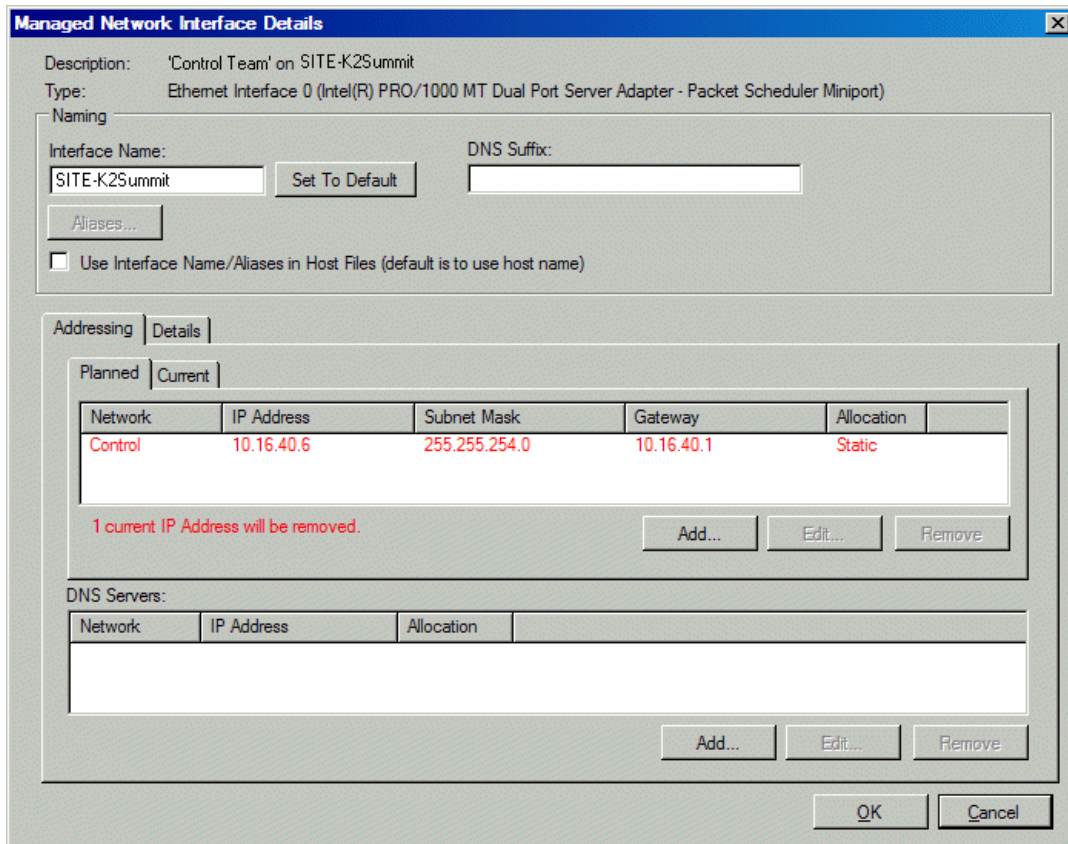 Managed Network Interface Details
Description: 'Control Team' on SITE-K2Summit
Type: Ethernet Interface 0 (Intel(R) PRO/1000 MT Dual Port Server Adapter - Packet Scheduler Miniport)
Naming
Interface Name: DNS Suffix:
SITE-K2Summit Set To Default
Aliases...
Use Interface Name/Aliases in Host Files (default is to use host name)
Addressing Details
Planned Current
Network IP Address Subnet Mask Gateway Allocation
Control 10.16.40.6 255.255.254.0 10.16.40.1 Static
1 current IP Address will be removed. Add... Edit... Remove
DNS Servers:
Network IP Address Allocation
Add... Edit... Remove
OK Cancel